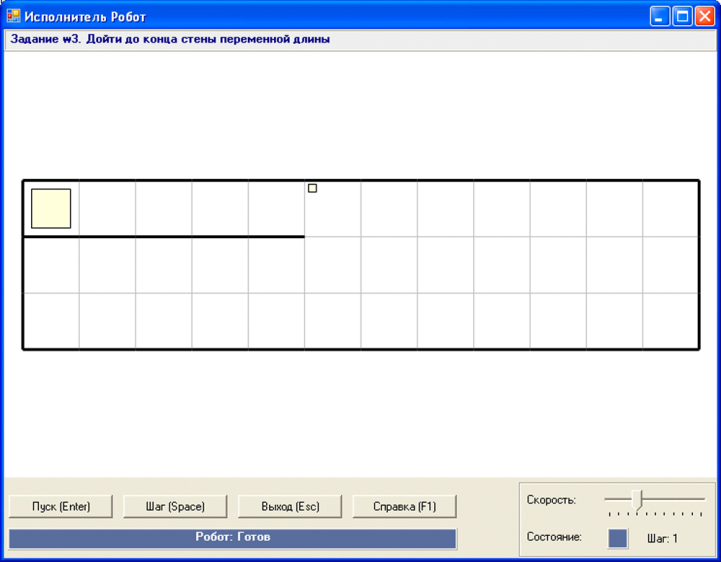 Исполнитель Робот
Задание №3. Дойти до конца стены переменной длины
Пуск (Enter)
Шаг (Space)
Выход (Esc)
Справка (F1)
Скорость:
Робот: Готов
Состояние:
Шаг: 1